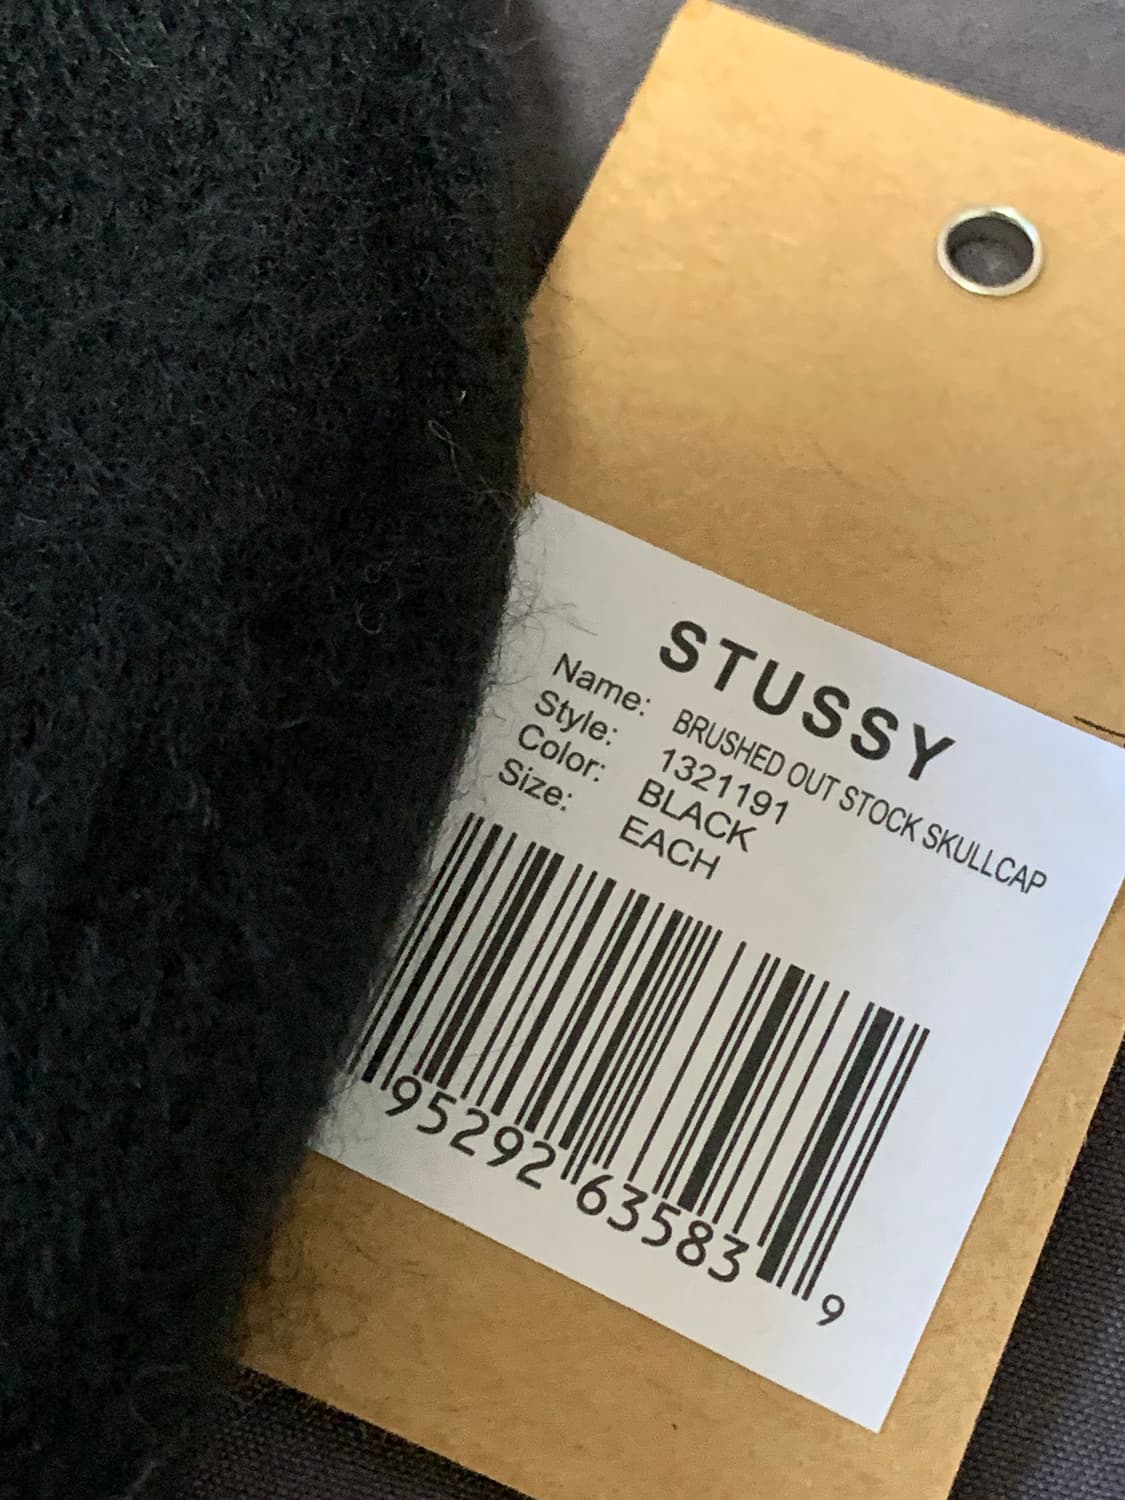 STUSSY
Name: BRUSHED OUT STOCK SKULLCAP
Style: 1321191
Color: BLACK
Size: EACH
95292 63583 9